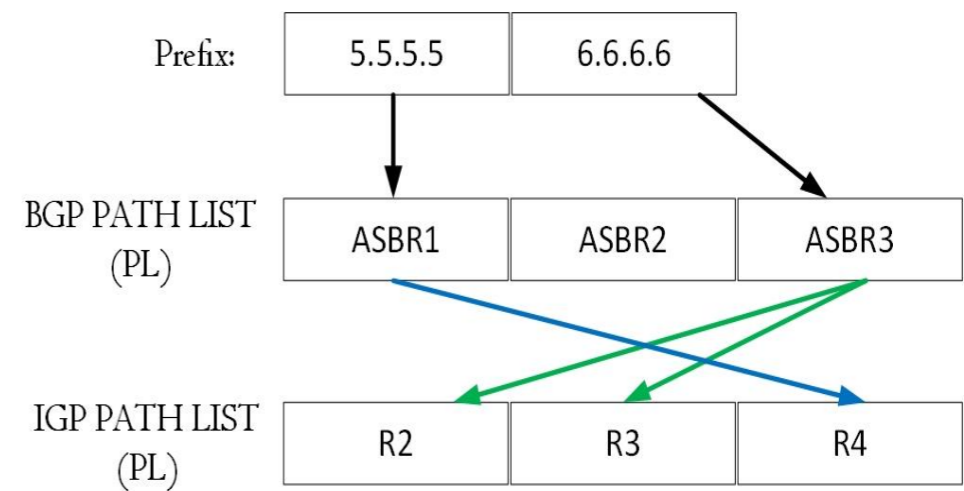 Prefix:
5.5.5.5
6.6.6.6
BGP PATH LIST
(PL)
ASBR1
ASBR2
ASBR3
IGP PATH LIST
(PL)
R2
R3
R4